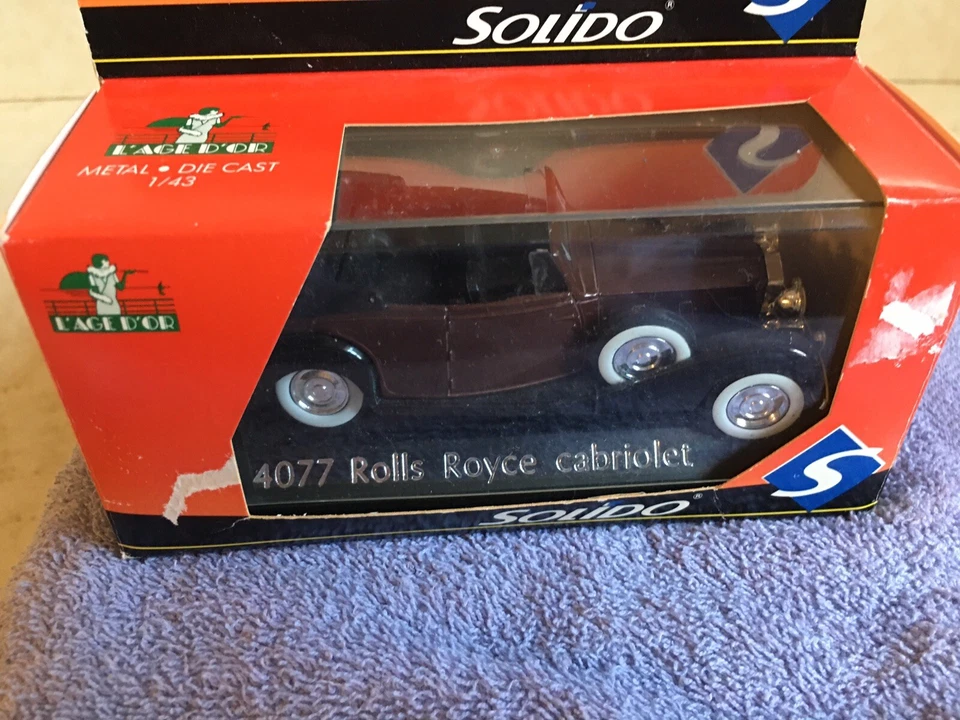 SOLIDO®
L'AGE D'OR
METAL • DIE CAST
1/43
L'AGE D'OR
4077 Rolls Royce cabriolet
SOLIDO®